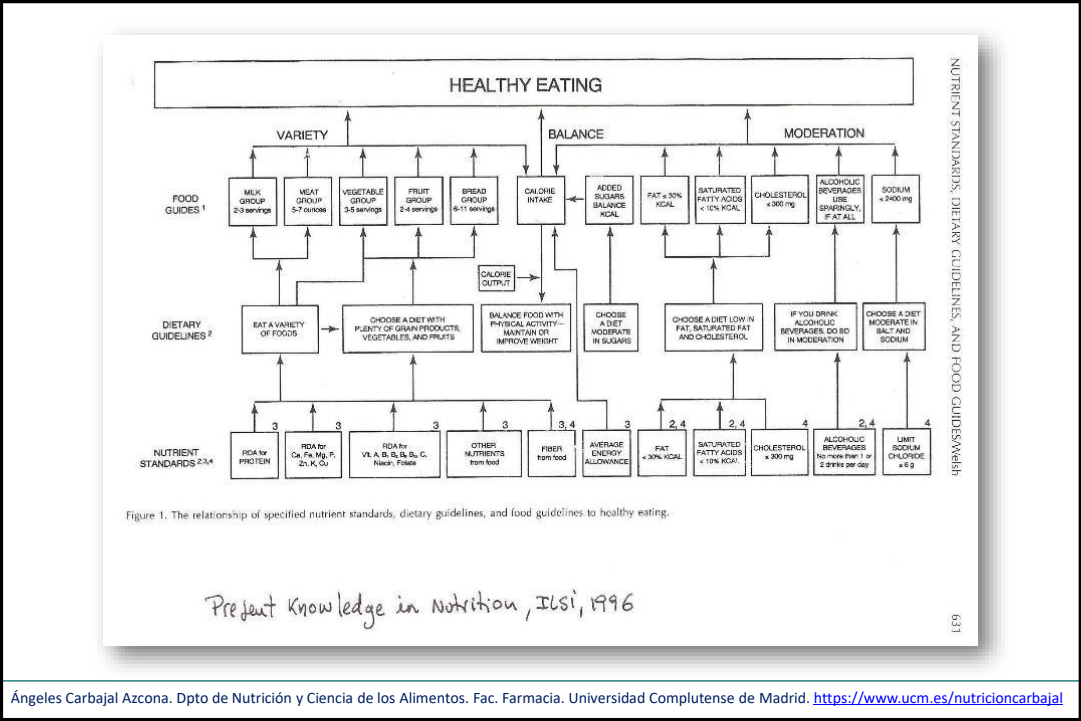 HEALTHY EATING
VARIETY
BALANCE
MODERATION
FOOD
GUIDES 1
MILK
GROUP
2-3 servings
MEAT
GROUP
5-7 ounces
VEGETABLE
GROUP
3-5 servings
FRUIT
GROUP
2-4 servings
BREAD
GROUP
6-11 servings
CALORIE
INTAKE
ADDED
SUGARS
BALANCE
KCAL
FAT ≤ 30%
KCAL
SATURATED
FATTY ACIDS
< 10% KCAL
CHOLESTEROL
≤ 300 mg
ALCOHOLIC
BEVERAGES
USE
SPARINGLY,
IF AT ALL
SODIUM
≤ 2400 mg
CALORIE
OUTPUT
DIETARY
GUIDELINES 2
EAT A VARIETY
OF FOODS
CHOOSE A DIET WITH
PLENTY OF GRAIN PRODUCTS,
VEGETABLES, AND FRUITS
BALANCE FOOD WITH
PHYSICAL ACTIVITY—
MAINTAIN OR
IMPROVE WEIGHT
CHOOSE
A DIET
MODERATE
IN SUGARS
CHOOSE A DIET LOW IN
FAT, SATURATED FAT
AND CHOLESTEROL
IF YOU DRINK
ALCOHOLIC
BEVERAGES, DO SO
IN MODERATION
CHOOSE A DIET
MODERATE IN
SALT AND
SODIUM
NUTRIENT
STANDARDS 2,3,4
3
RDA for
PROTEIN
3
RDA for
Ca, Fe, Mg, P,
Zn, K, Cu
3
RDA for
Vit. A, B1, B2, B6, B12, C,
Niacin, Folate
3
OTHER
NUTRIENTS
from food
3, 4
FIBER
from food
3
AVERAGE
ENERGY
ALLOWANCE
2, 4
FAT
<30% KCAL
2, 4
SATURATED
FATTY ACIDS
< 10% KCAL
4
CHOLESTEROL
≤ 300 mg
2, 4
ALCOHOLIC
BEVERAGES
No more than 1 or
2 drinks per day
4
LIMIT
SODIUM
CHLORIDE
≤ 6 g
Figure 1. The relationship of specified nutrient standards, dietary guidelines, and food guidelines to healthy eating.
NUTRIENT STANDARDS, DIETARY GUIDELINES, AND FOOD GUIDES/Welsh
631
Present Knowledge in Nutrition, ILSI, 1996
Ángeles Carbajal Azcona. Dpto de Nutrición y Ciencia de los Alimentos. Fac. Farmacia. Universidad Complutense de Madrid. https://www.ucm.es/nutricioncarbajal